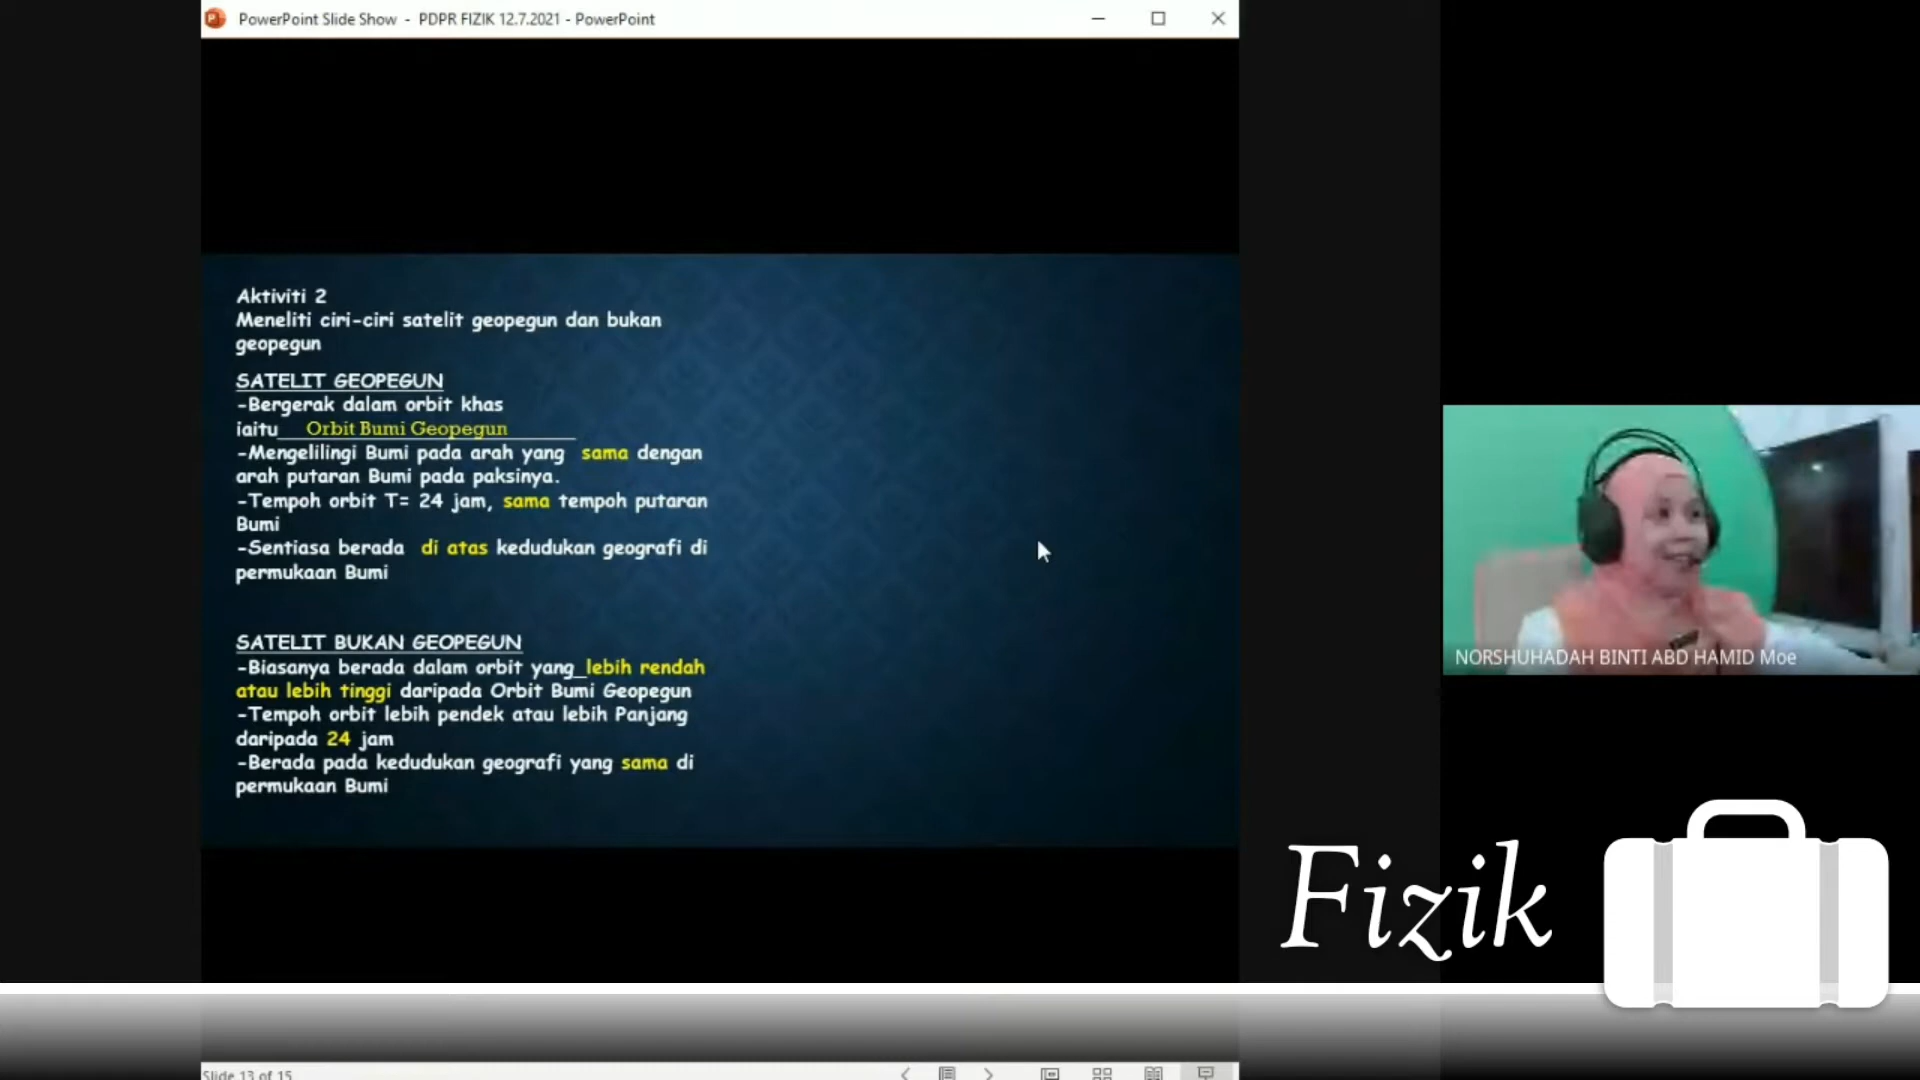 PowerPoint Slide Show - PDPR FIZIK 12.7.2021 - PowerPoint
Aktiviti 2
Meneliti ciri-ciri satelit geopegun dan bukan
geopegun
SATELIT GEOPEGUN
-Bergerak dalam orbit khas
iaitu Orbit Bumi Geopegun
-Mengelilingi Bumi pada arah yang sama dengan
arah putaran Bumi pada paksinya.
-Tempoh orbit T= 24 jam, sama tempoh putaran
Bumi
-Sentiasa berada di atas kedudukan geografi di
permukaan Bumi
SATELIT BUKAN GEOPEGUN
-Biasanya berada dalam orbit yang_lebih rendah
atau lebih tinggi daripada Orbit Bumi Geopegun
-Tempoh orbit lebih pendek atau lebih Panjang
daripada 24 jam
-Berada pada kedudukan geografi yang sama di
permukaan Bumi
NORSHUHADAH BINTI ABD HAMID Moe
Fizik
Slide 13 of 15